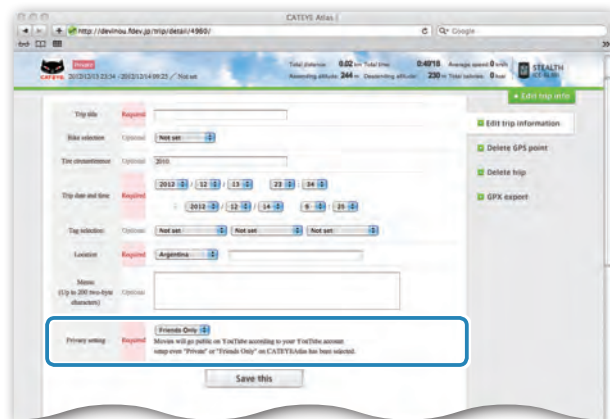 CATEYE Atlas |
http://devinou.fdev.jp/trip/detail/4980/
Google
CATEYE
Private
2012/12/13 23:34 - 2012/12/14 09:25 / Not set
Total distance 0.02 km Total time 0:49'18 Average speed 0 km/h
Ascending altitude 244 m Descending altitude 230 m Total calories 0 kcal
STEALTH
Edit trip info
Trip title Required
Bike selection Optional Not set
Tire circumference Optional 2010
Trip date and time Required 2012 / 12 / 13 23 : 34
- 2012 / 12 / 14 9 : 25
Tag selection Optional Not set Not set Not set
Location Required Argentina
Memo
(Up to 200 two-byte characters) Optional
Privacy setting Required Friends Only
Movies will go public on YouTube according to your YouTube account
setup even "Private" or "Friends Only" on CATEYEAtlas has been selected.
Save this
Edit trip information
Delete GPS point
Delete trip
GPX export